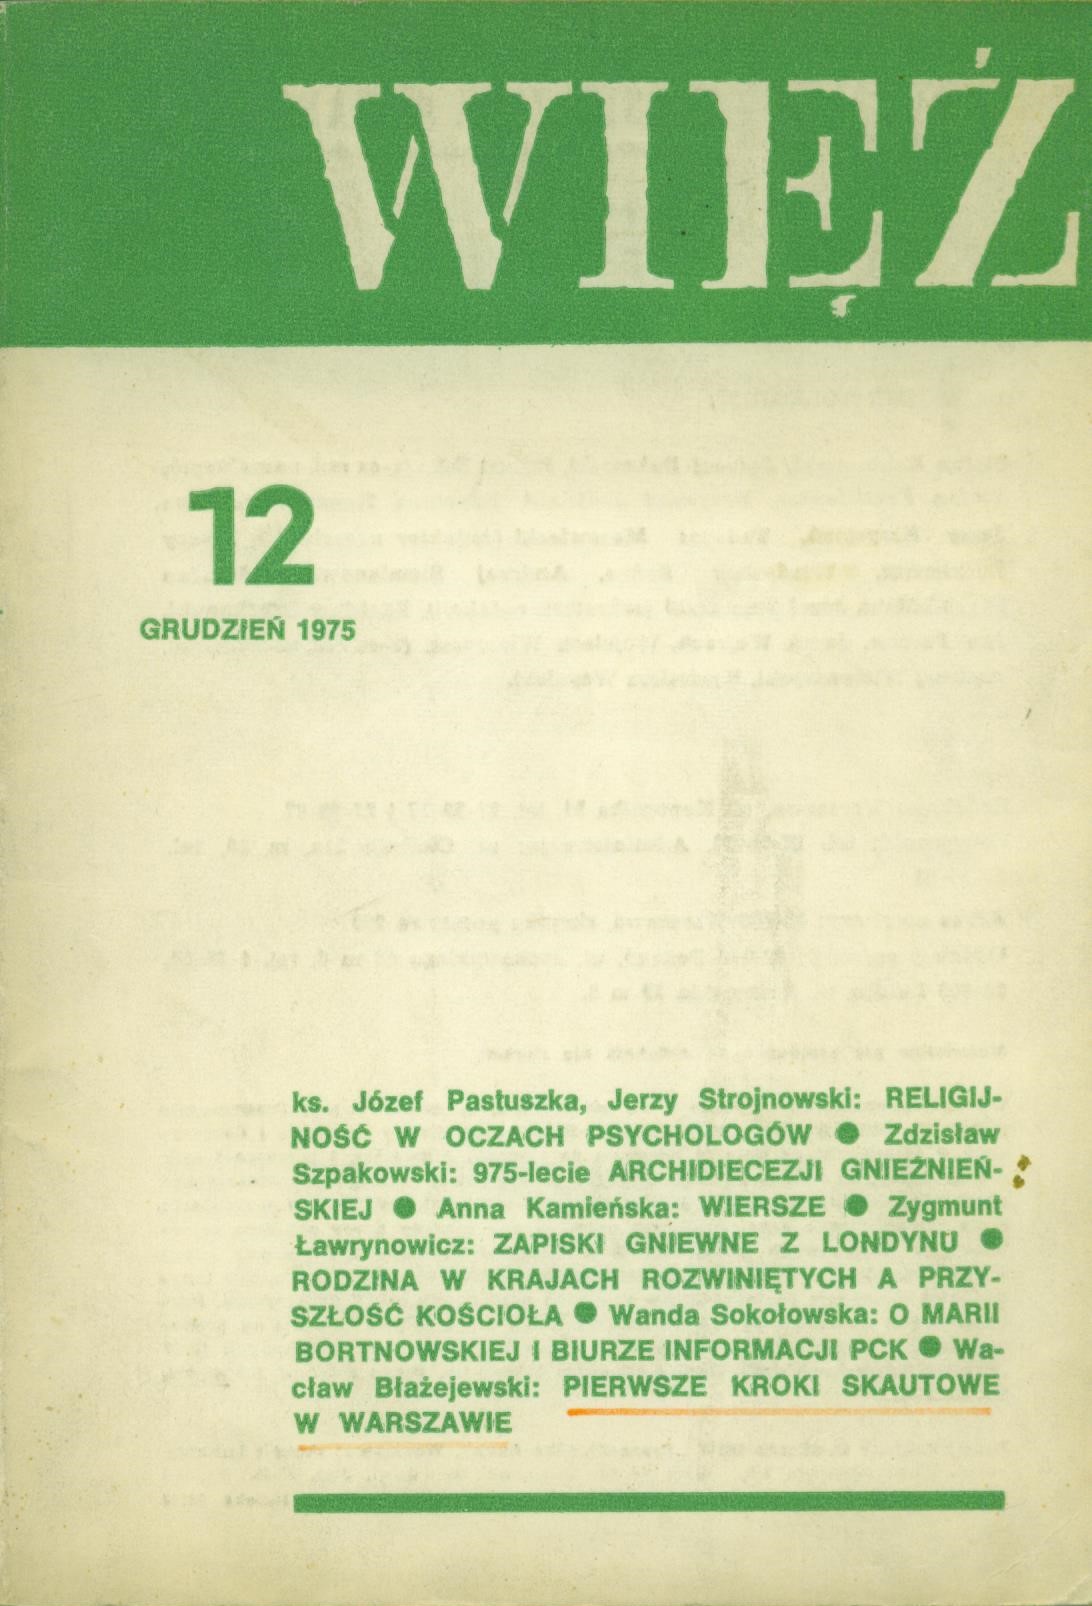 WIĘŹ
12
GRUDZIEŃ 1975
ks. Józef Pastuszka, Jerzy Strojnowski: RELIGIJ-
NOŚĆ W OCZACH PSYCHOLOGÓW ● Zdzisław
Szpakowski: 975-lecie ARCHIDIECEZJI GNIEŹNIEŃ-
SKIEJ ● Anna Kamieńska: WIERSZE ● Zygmunt
Ławrynowicz: ZAPISKI GNIEWNE Z LONDYNU ●
RODZINA W KRAJACH ROZWINIĘTYCH A PRZY-
SZŁOŚĆ KOŚCIOŁA ● Wanda Sokołowska: O MARII
BORTNOWSKIEJ I BIURZE INFORMACJI PCK ● Wa-
cław Błażejewski: PIERWSZE KROKI SKAUTOWE
W WARSZAWIE